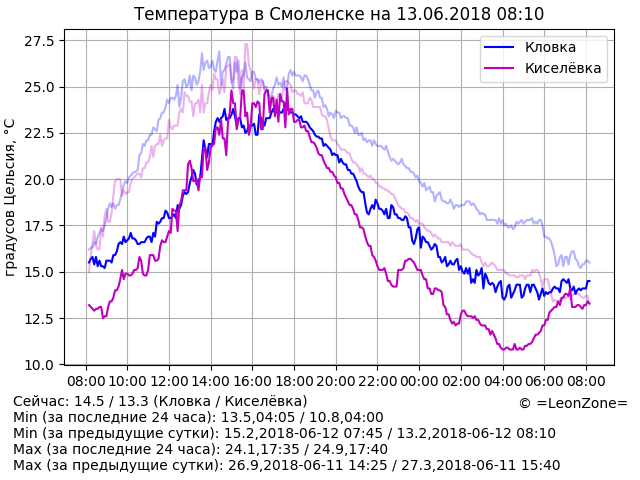 Температура в Смоленске на 13.06.2018 08:10
Кловка
Киселёвка
градусов Цельсия, °C
27.5
25.0
22.5
20.0
17.5
15.0
12.5
10.0
08:00 10:00 12:00 14:00 16:00 18:00 20:00 22:00 00:00 02:00 04:00 06:00 08:00
Сейчас: 14.5 / 13.3 (Кловка / Киселёвка)
© =LeonZone=
Min (за последние 24 часа): 13.5,04:05 / 10.8,04:00
Min (за предыдущие сутки): 15.2,2018-06-12 07:45 / 13.2,2018-06-12 08:10
Max (за последние 24 часа): 24.1,17:35 / 24.9,17:40
Max (за предыдущие сутки): 26.9,2018-06-11 14:25 / 27.3,2018-06-11 15:40